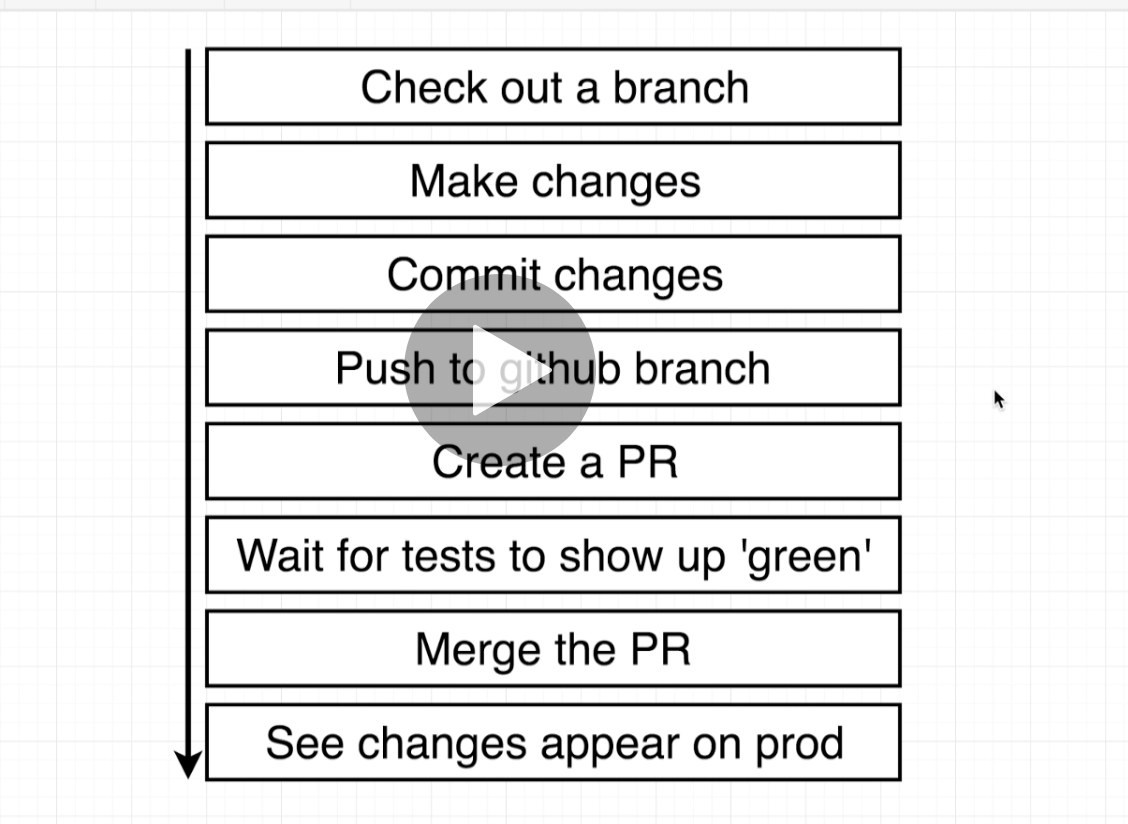 Check out a branch
Make changes
Commit changes
Push to github branch
Create a PR
Wait for tests to show up 'green'
Merge the PR
See changes appear on prod